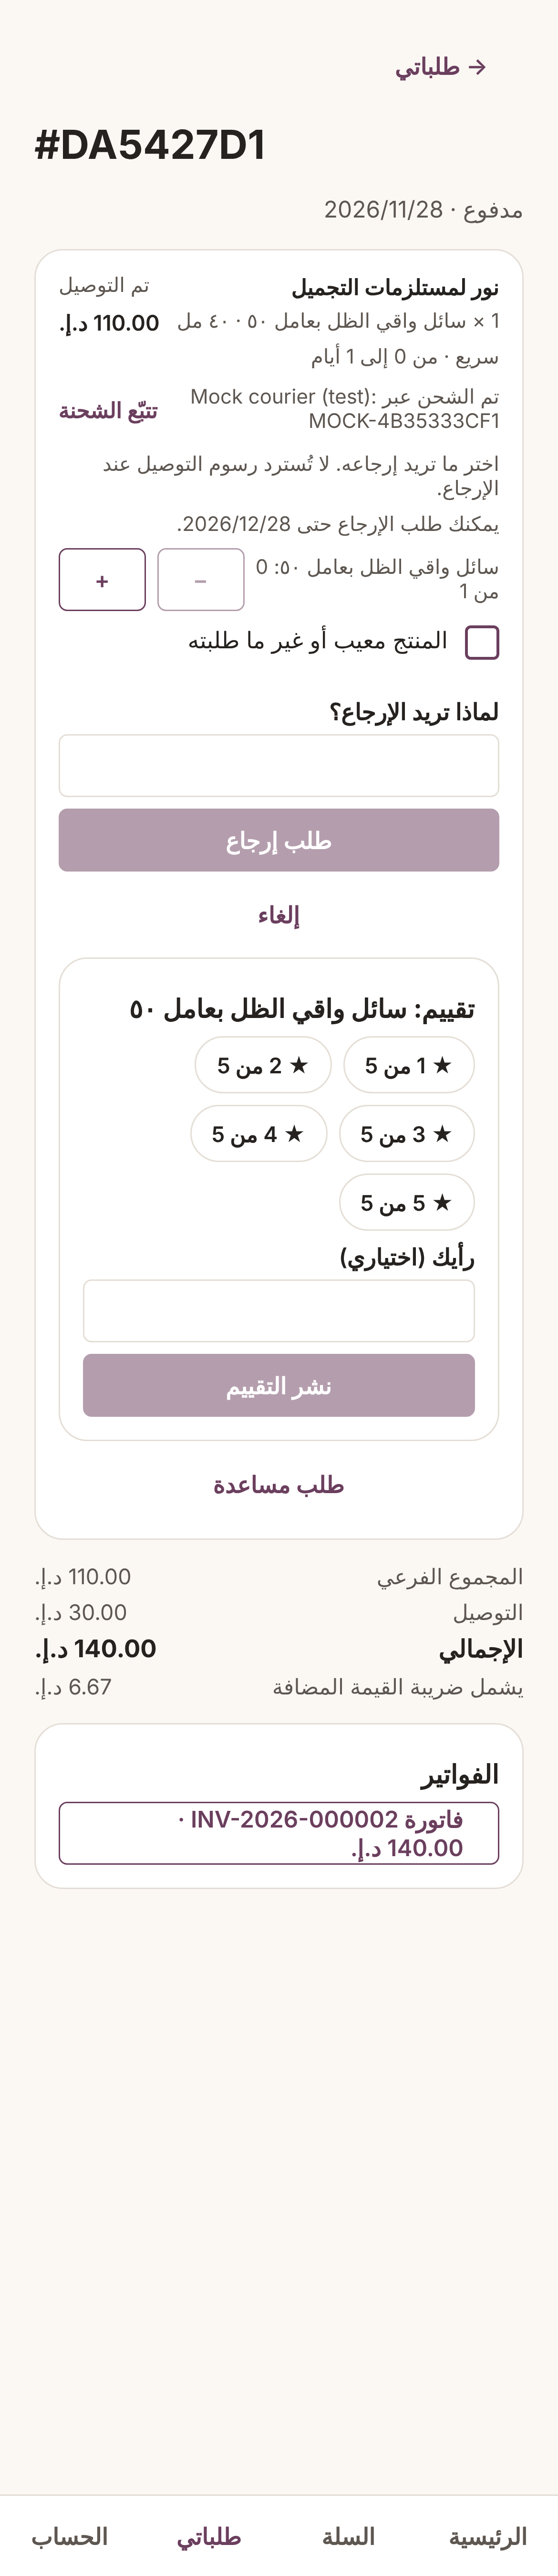 → طلباتي
#DA5427D1
مدفوع · 2026/11/28
نور لمستلزمات التجميل
تم التوصيل
1 × سائل واقي الظل بعامل ٥٠ · ٤٠ مل
110.00 د.إ.
سريع · من 0 إلى 1 أيام
تم الشحن عبر Mock courier (test):
MOCK-4B35333CF1
تتبّع الشحنة
اختر ما تريد إرجاعه. لا تُسترد رسوم التوصيل عند
الإرجاع.
يمكنك طلب الإرجاع حتى 2026/12/28.
سائل واقي الظل بعامل ٥٠: 0
من 1
−
+
المنتج معيب أو غير ما طلبته
لماذا تريد الإرجاع؟
طلب إرجاع
إلغاء
تقييم: سائل واقي الظل بعامل ٥٠
★ 1 من 5
★ 2 من 5
★ 3 من 5
★ 4 من 5
★ 5 من 5
رأيك (اختياري)
نشر التقييم
طلب مساعدة
المجموع الفرعي
110.00 د.إ.
التوصيل
30.00 د.إ.
الإجمالي
140.00 د.إ.
يشمل ضريبة القيمة المضافة
6.67 د.إ.
الفواتير
فاتورة INV-2026-000002 ·
140.00 د.إ.
الرئيسية
السلة
طلباتي
الحساب